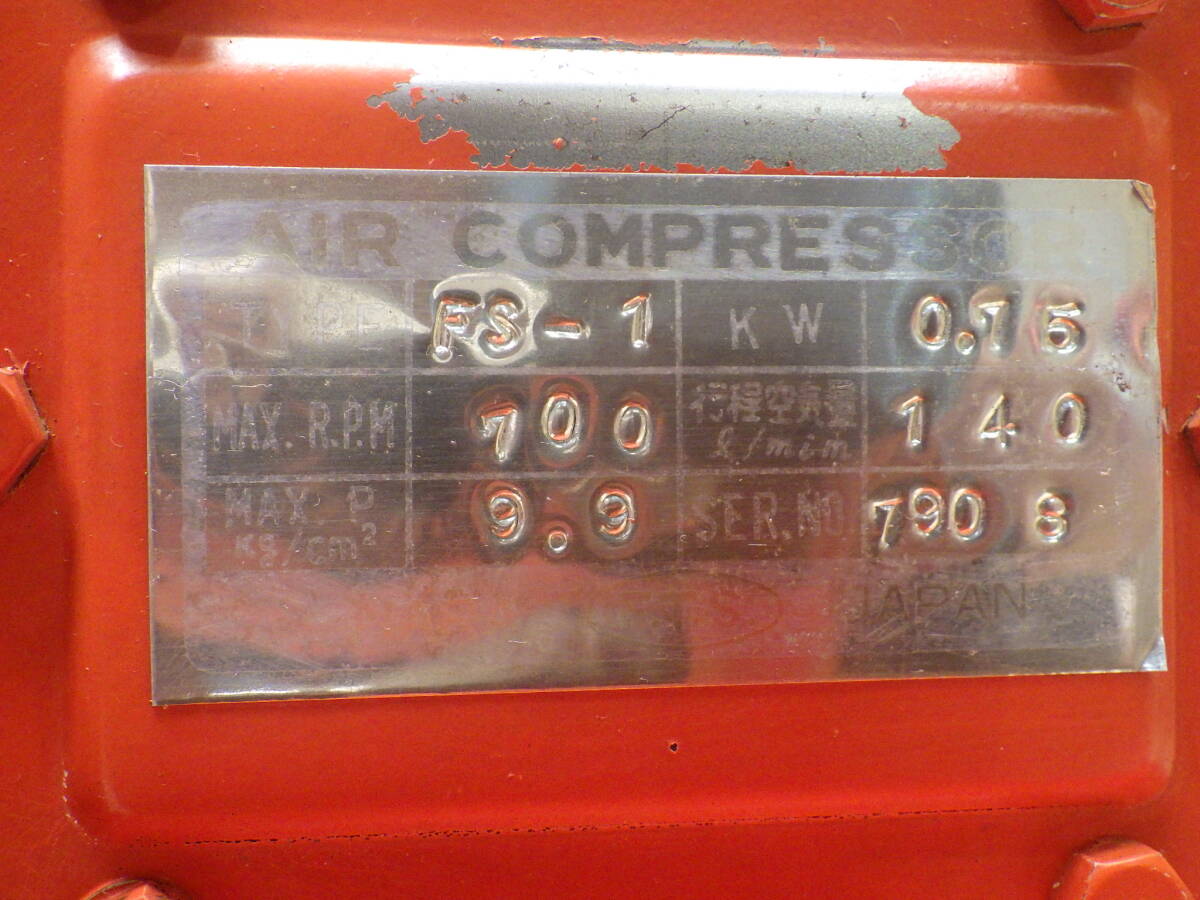 AIR COMPRESSOR
TYPE FS-1 KW 0.75
MAX. R.P.M 700 行程空気量 l/min 140
MAX. P kg/cm² 9.9 SER. NO 790 8
JAPAN